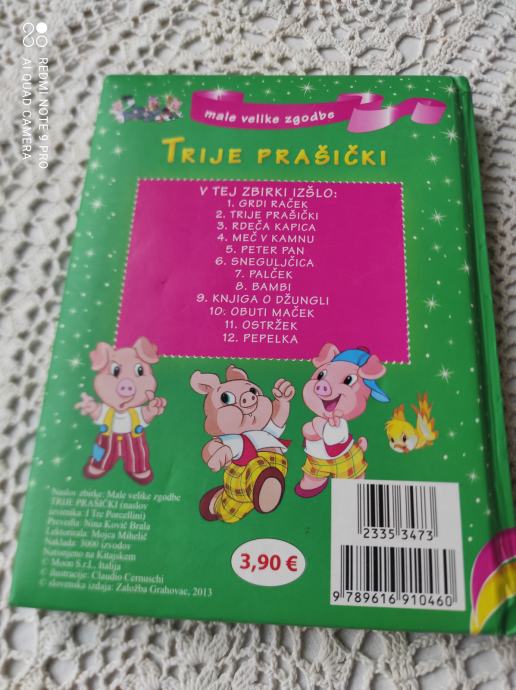 REDMI NOTE 9 PRO
AI QUAD CAMERA
male velike zgodbe
TRIJE PRAŠIČKI
V TEJ ZBIRKI IZŠLO:
1. GRDI RAČEK
2. TRIJE PRAŠIČKI
3. RDEČA KAPICA
4. MEČ V KAMNU
5. PETER PAN
6. SNEGULJČICA
7. PALČEK
8. BAMBI
9. KNJIGA O DŽUNGLI
10. OBUTI MAČEK
11. OSTRŽEK
12. PEPELKA
Naslov zbirke: Male velike zgodbe
TRIJE PRAŠIČKI (naslov
izvirnika: I Tre Porcellini)
Prevedla: Nina Kovič Brala
Lektorirala: Mojca Mihelič
Naklada: 3000 izvodov
Natisnjeno na Kitajskem
© Moon S.r.L., Italija
© ilustracije: Claudio Cernuschi
© slovenska izdaja: Založba Grahovac, 2013
3,90 €
2335 3473
9 789616 910460